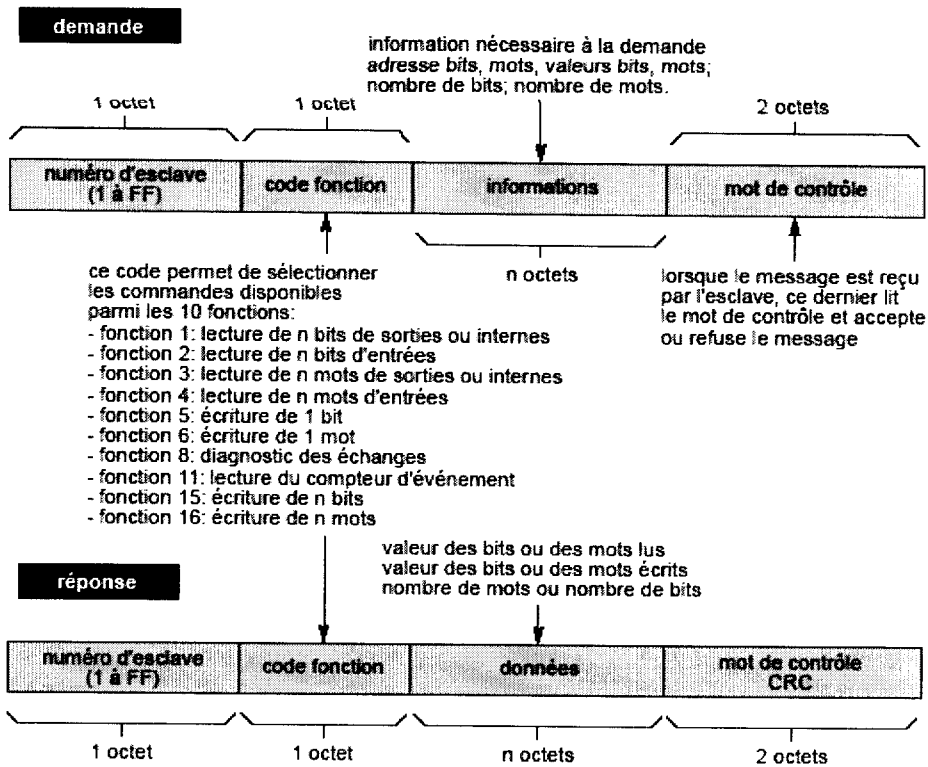 demande
information nécessaire à la demande
adresse bits, mots, valeurs bits, mots;
nombre de bits; nombre de mots.
1 octet
1 octet
2 octets
numéro d'esclave
(1 à FF)
code fonction
informations
mot de contrôle
n octets
ce code permet de sélectionner
les commandes disponibles
parmi les 10 fonctions:
- fonction 1: lecture de n bits de sorties ou internes
- fonction 2: lecture de n bits d'entrées
- fonction 3: lecture de n mots de sorties ou internes
- fonction 4: lecture de n mots d'entrées
- fonction 5: écriture de 1 bit
- fonction 6: écriture de 1 mot
- fonction 8: diagnostic des échanges
- fonction 11: lecture du compteur d'événement
- fonction 15: écriture de n bits
- fonction 16: écriture de n mots
lorsque le message est reçu
par l'esclave, ce dernier lit
le mot de contrôle et accepte
ou refuse le message
réponse
valeur des bits ou des mots lus
valeur des bits ou des mots écrits
nombre de mots ou nombre de bits
numéro d'esclave
(1 à FF)
code fonction
données
mot de contrôle
CRC
1 octet
1 octet
n octets
2 octets